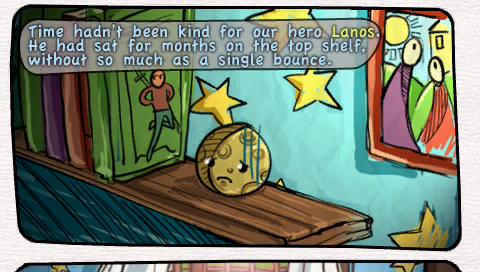 Time hadn't been kind for our hero Lanos.
He had sat for months on the top shelf,
without so much as a single bounce.